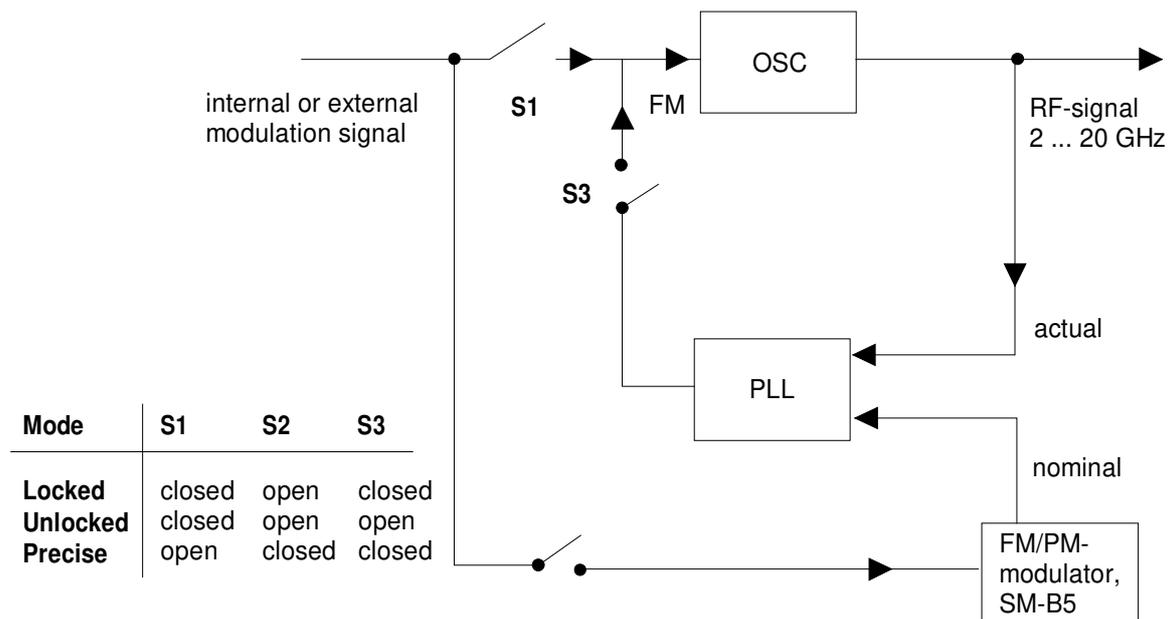 OSC
internal or external
modulation signal
S1
FM
RF-signal
2 ... 20 GHz
S3
actual
PLL
nominal
Mode S1 S2 S3
Locked closed open closed
Unlocked closed open open
Precise open closed closed
FM/PM-
modulator,
SM-B5